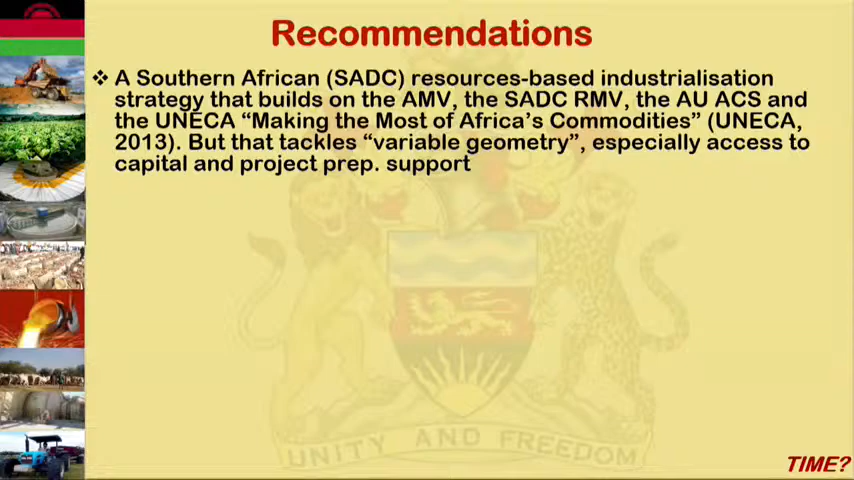 Recommendations
❖ A Southern African (SADC) resources-based industrialisation
strategy that builds on the AMV, the SADC RMV, the AU ACS and
the UNECA “Making the Most of Africa’s Commodities” (UNECA,
2013). But that tackles “variable geometry”, especially access to
capital and project prep. support
UNITY AND FREEDOM
TIME?